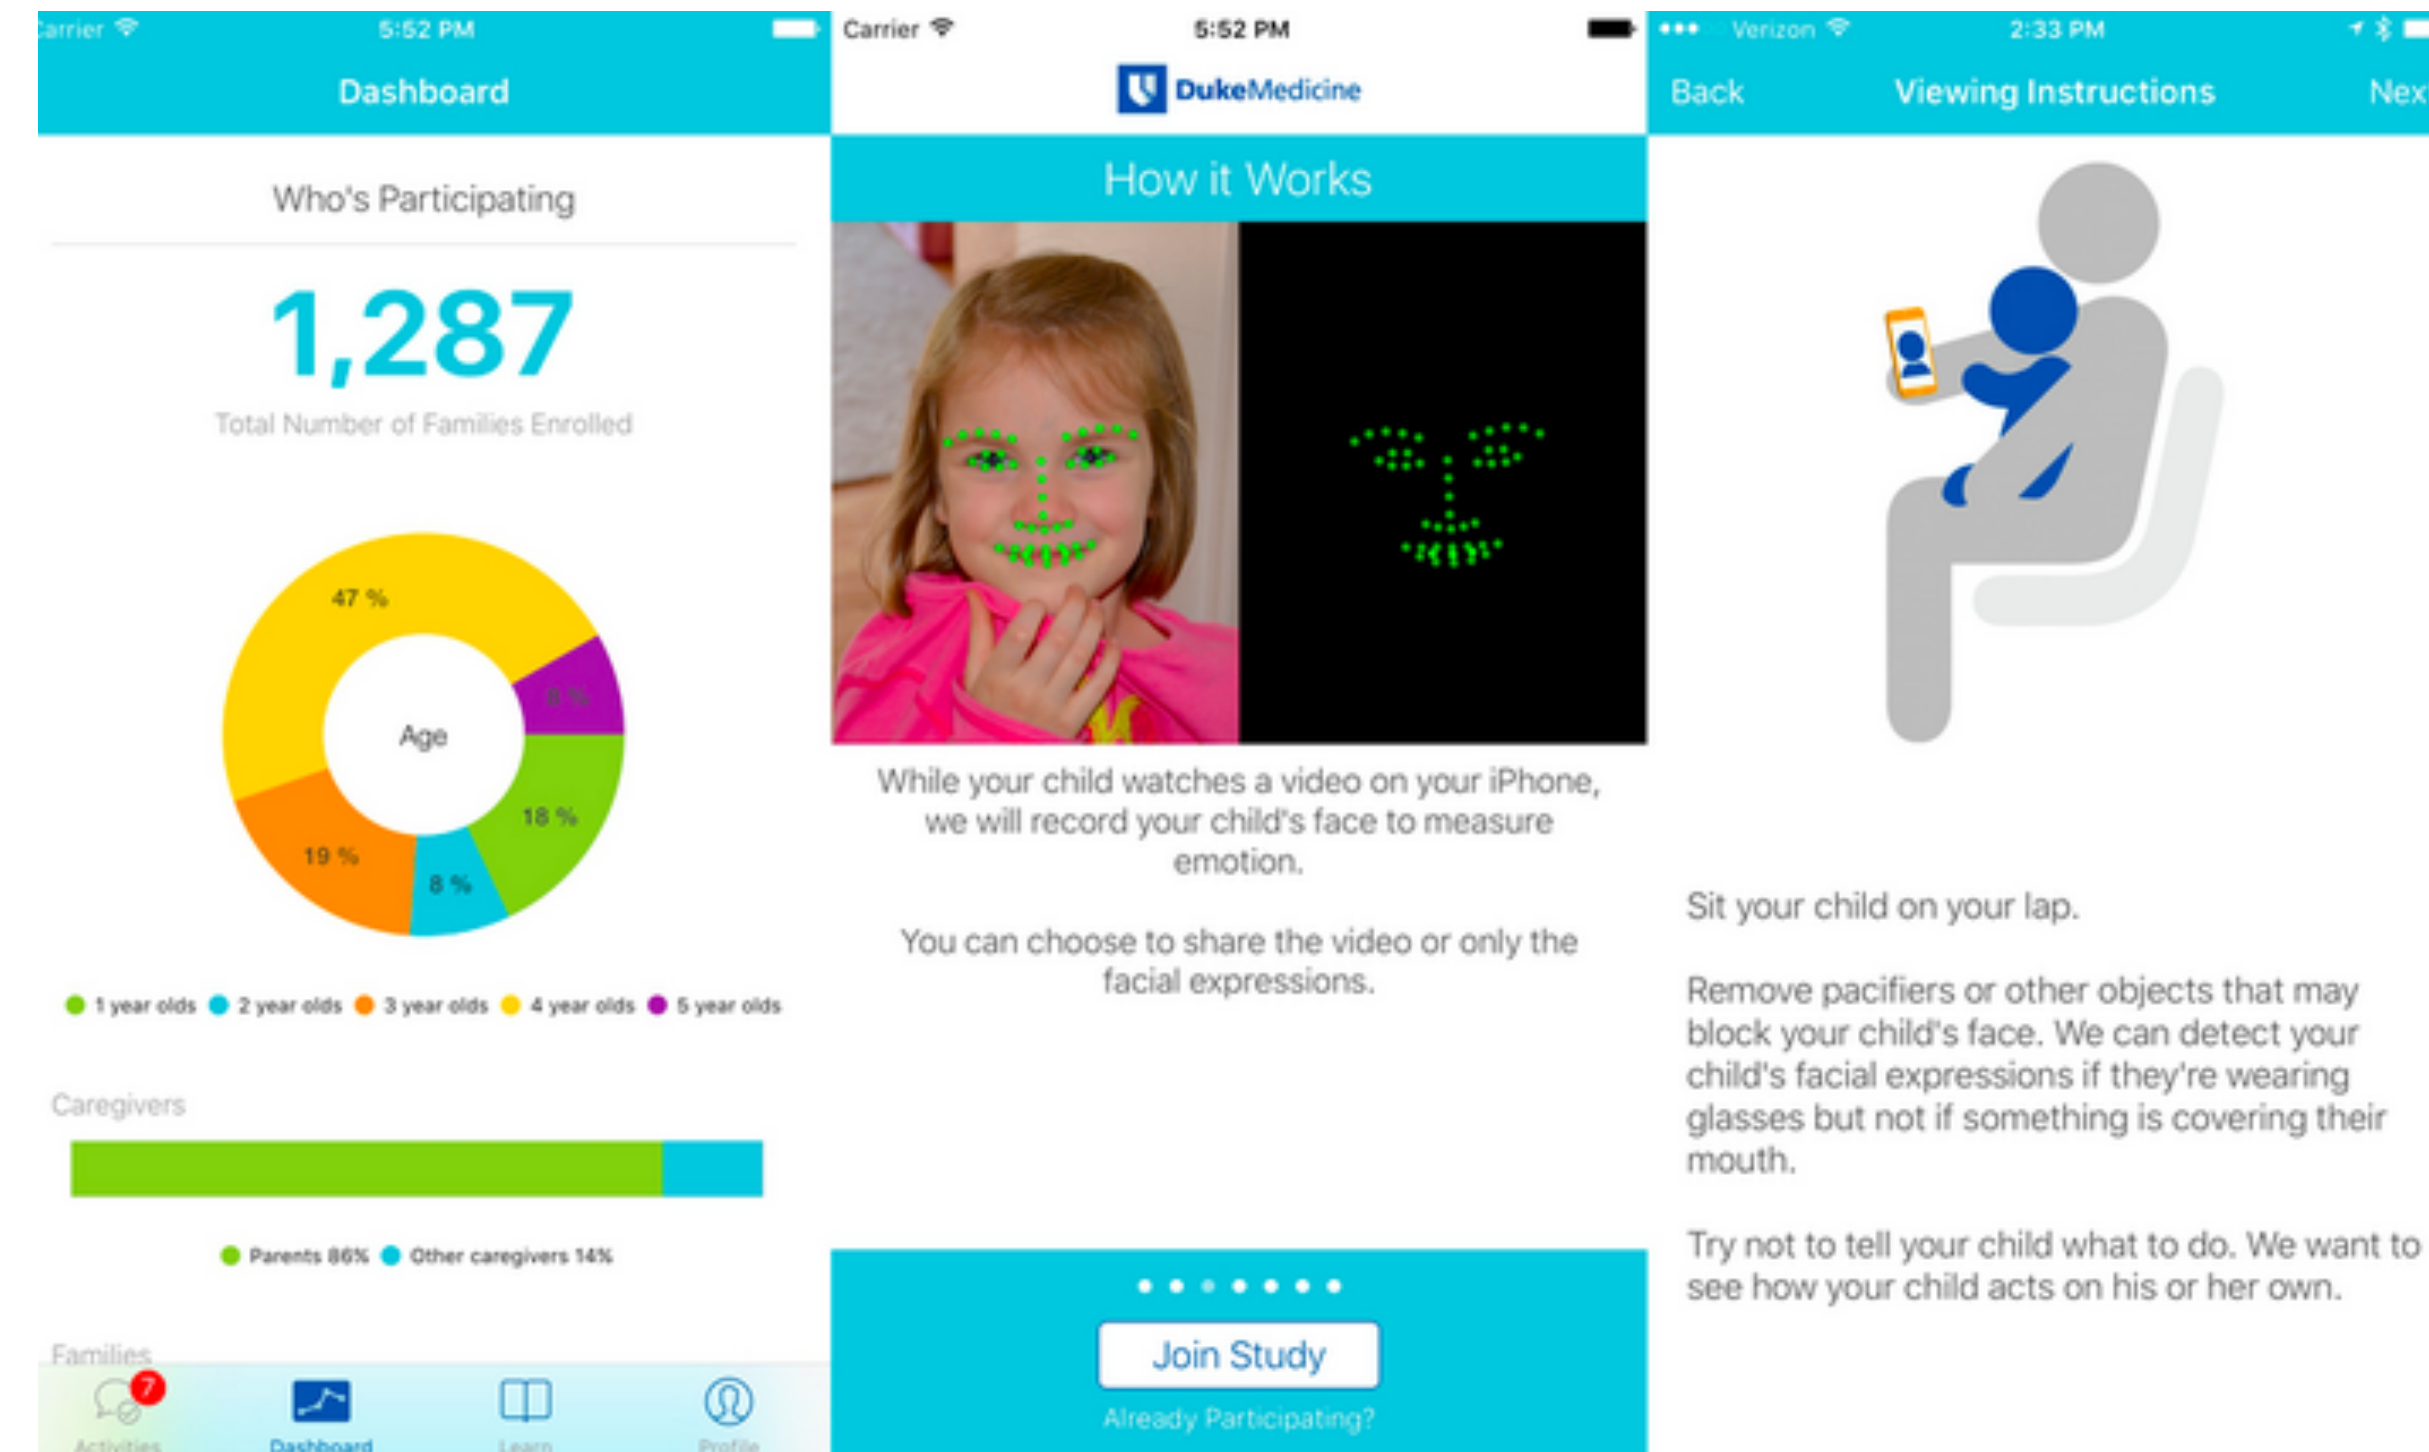 Carrier
5:52 PM
Dashboard
Who's Participating
1,287
Total Number of Families Enrolled
47 %
8 %
Age
18 %
19 %
8 %
1 year olds 2 year olds 3 year olds 4 year olds 5 year olds
Caregivers
Parents 86% Other caregivers 14%
Families
7
Activities Dashboard Learn Profile
Carrier
5:52 PM
DukeMedicine
How it Works
While your child watches a video on your iPhone,
we will record your child's face to measure
emotion.
You can choose to share the video or only the
facial expressions.
Join Study
Already Participating?
Verizon
2:33 PM
Back Viewing Instructions Nex
Sit your child on your lap.
Remove pacifiers or other objects that may
block your child's face. We can detect your
child's facial expressions if they're wearing
glasses but not if something is covering their
mouth.
Try not to tell your child what to do. We want to
see how your child acts on his or her own.